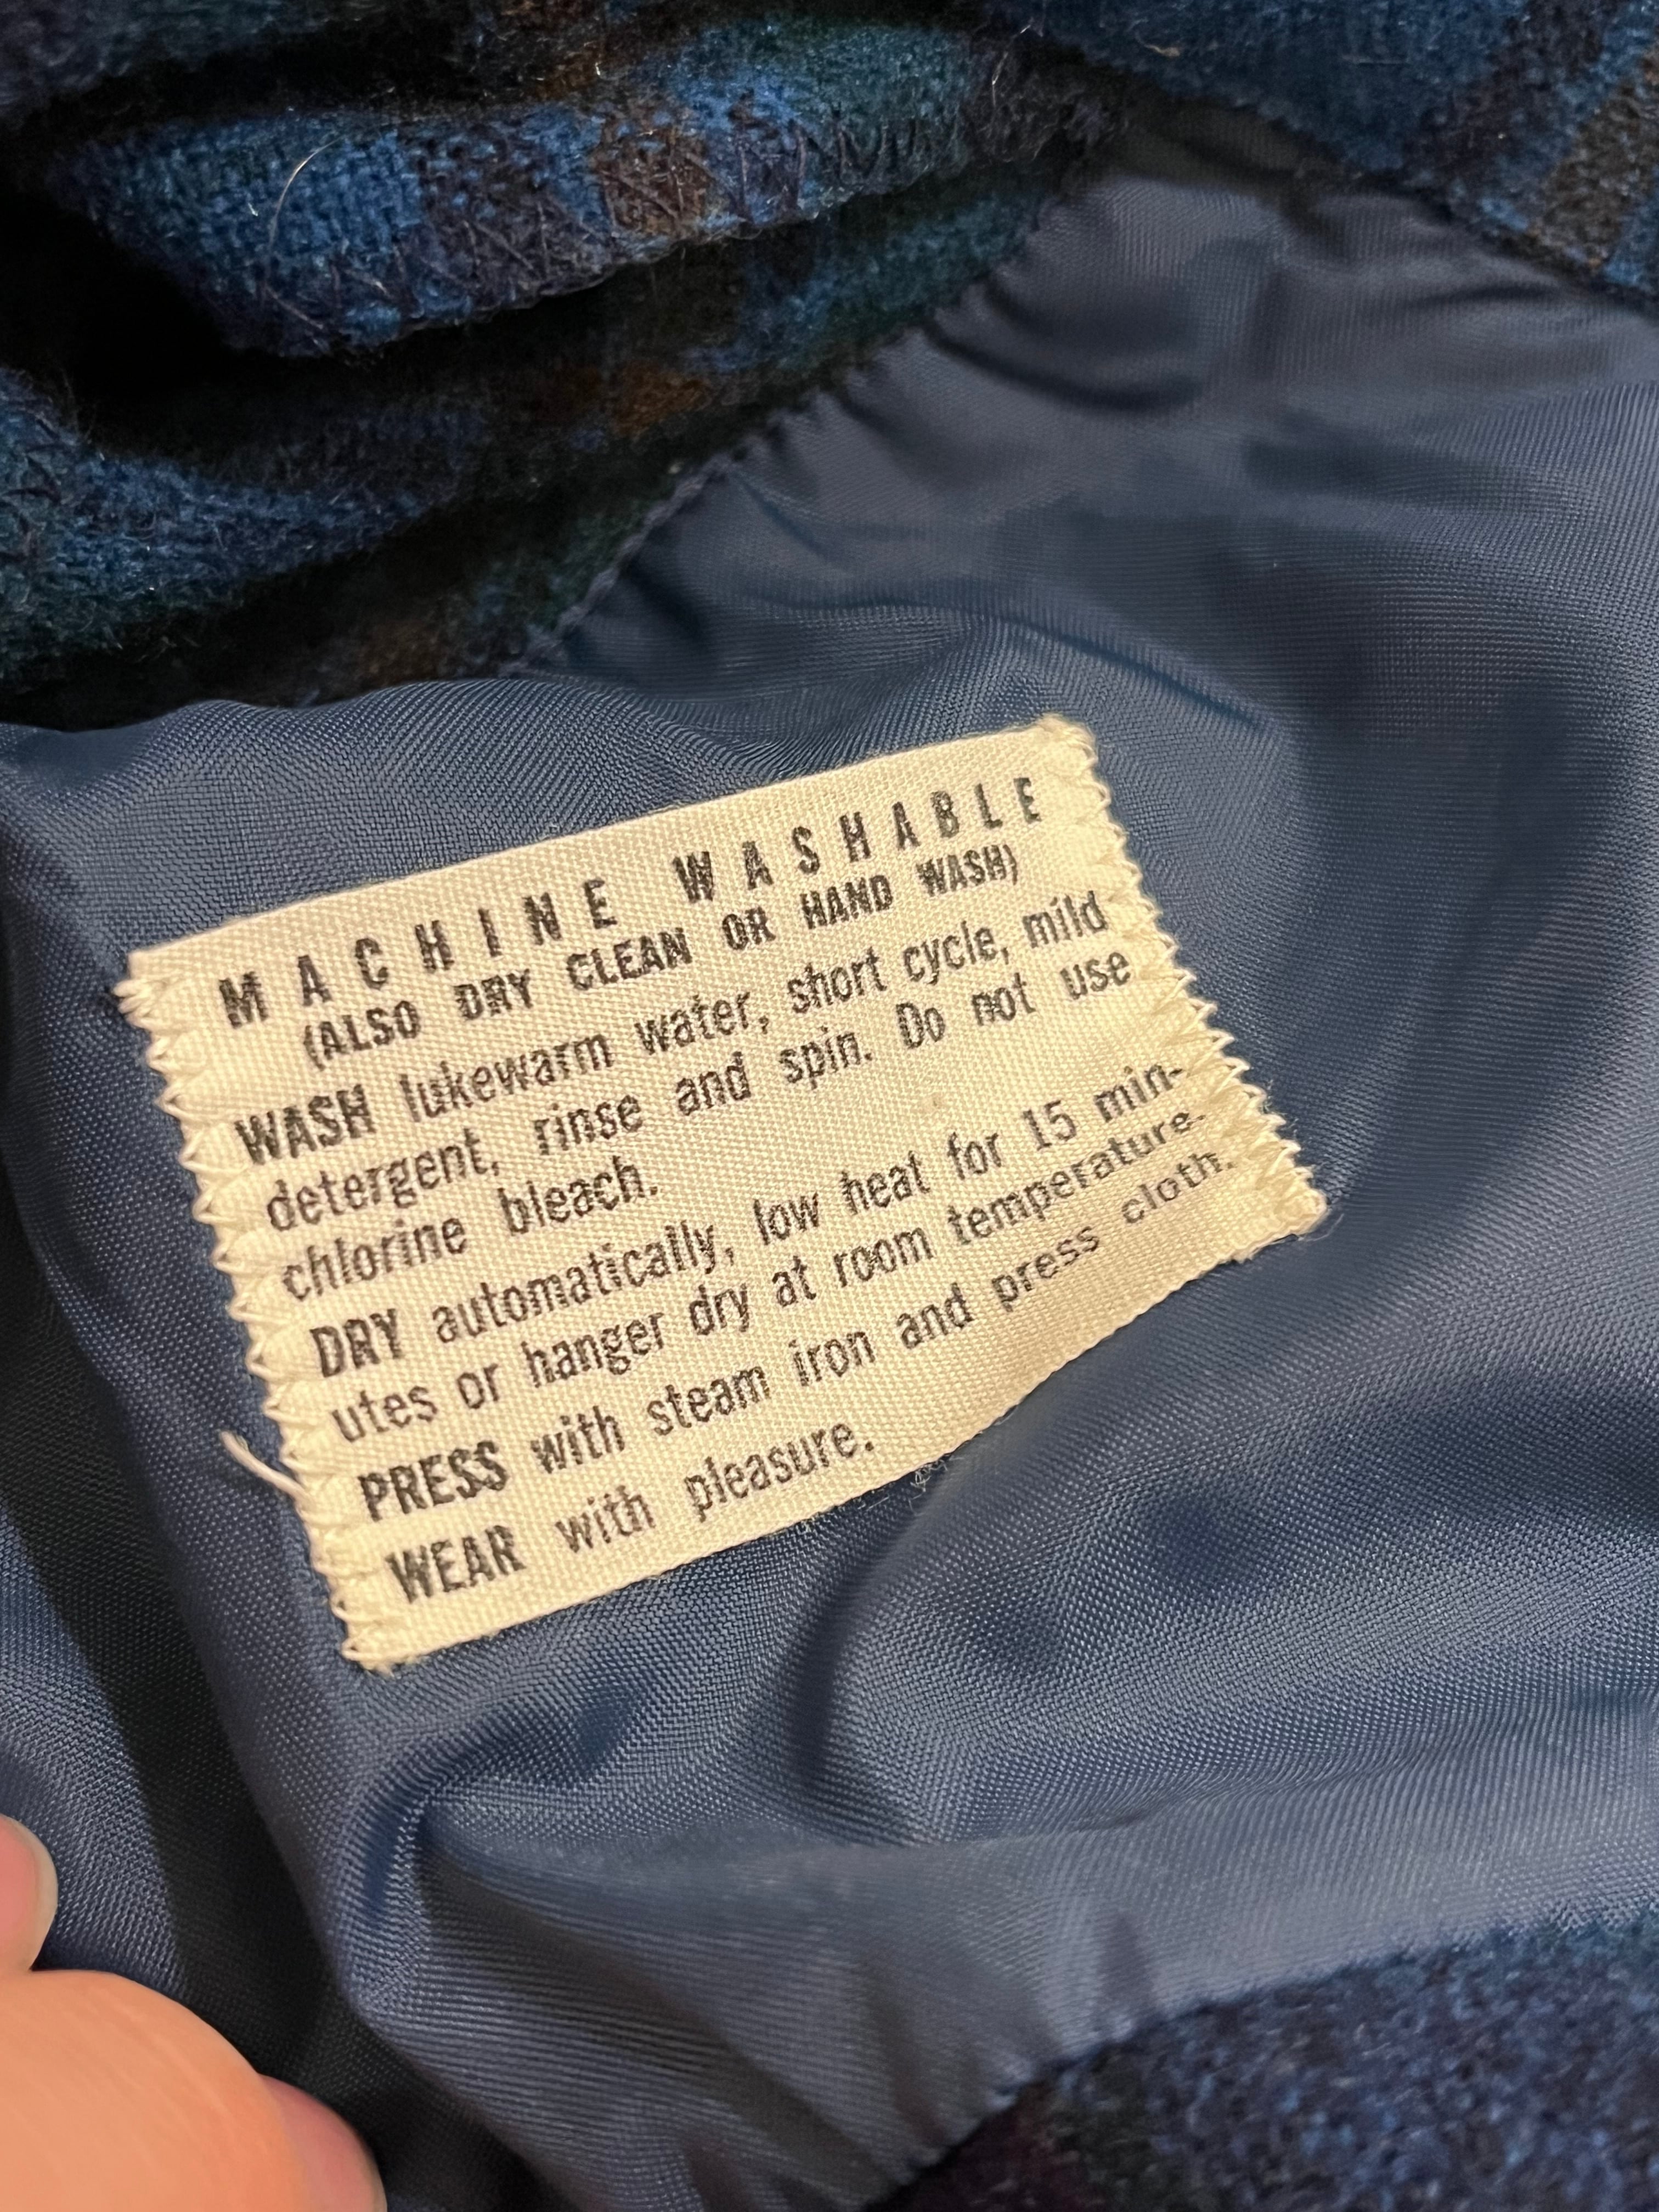 MACHINE WASHABLE
(ALSO DRY CLEAN OR HAND WASH)
WASH lukewarm water, short cycle, mild
detergent, rinse and spin. Do not use
chlorine bleach.
DRY automatically, low heat for 15 min-
utes or hanger dry at room temperature.
PRESS with steam iron and press cloth.
WEAR with pleasure.